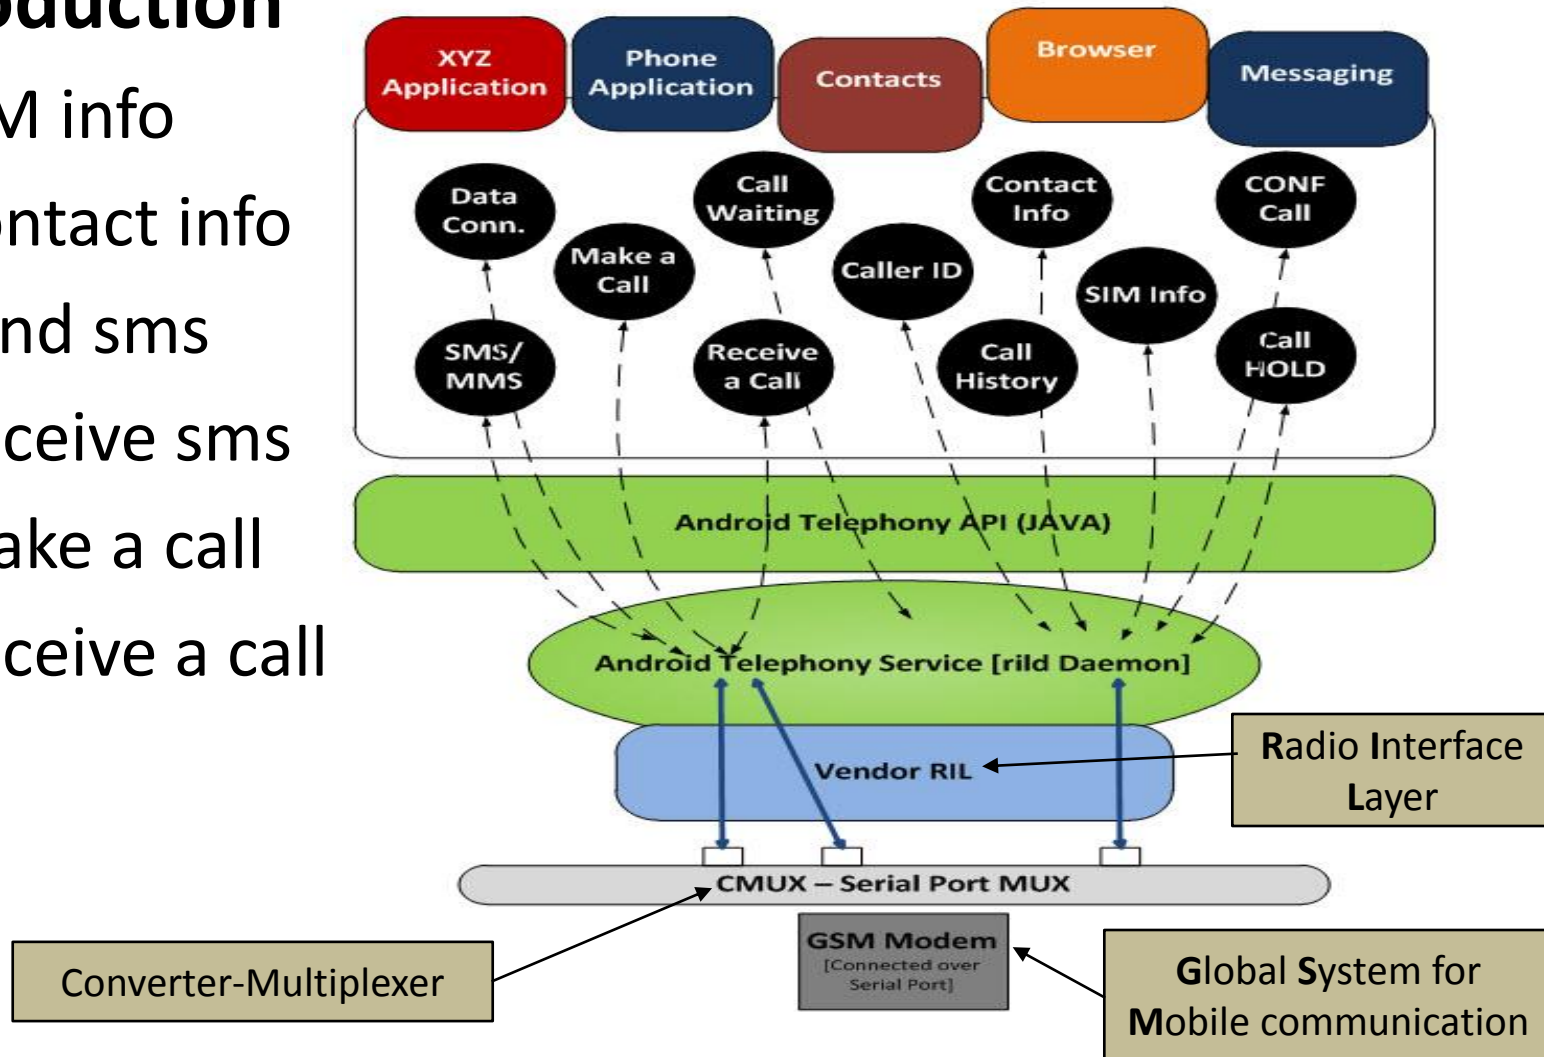 oduction
M info
ontact info
nd sms
ceive sms
ake a call
ceive a call
XYZ
Application
Phone
Application
Contacts
Browser
Messaging
Data
Conn.
Make a
Call
Call
Waiting
Caller ID
Contact
Info
SIM Info
CONF
Call
SMS/
MMS
Receive
a Call
Call
History
Call
HOLD
Android Telephony API (JAVA)
Android Telephony Service [rild Daemon]
Vendor RIL
Radio Interface
Layer
CMUX – Serial Port MUX
Converter-Multiplexer
GSM Modem
[Connected over
Serial Port]
Global System for
Mobile communication